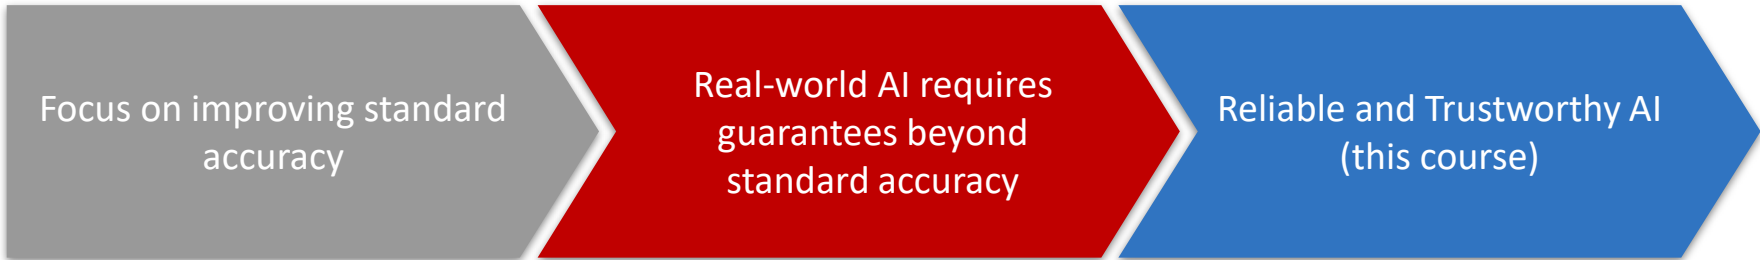 Focus on improving standard
accuracy
Real-world AI requires
guarantees beyond
standard accuracy
Reliable and Trustworthy AI
(this course)